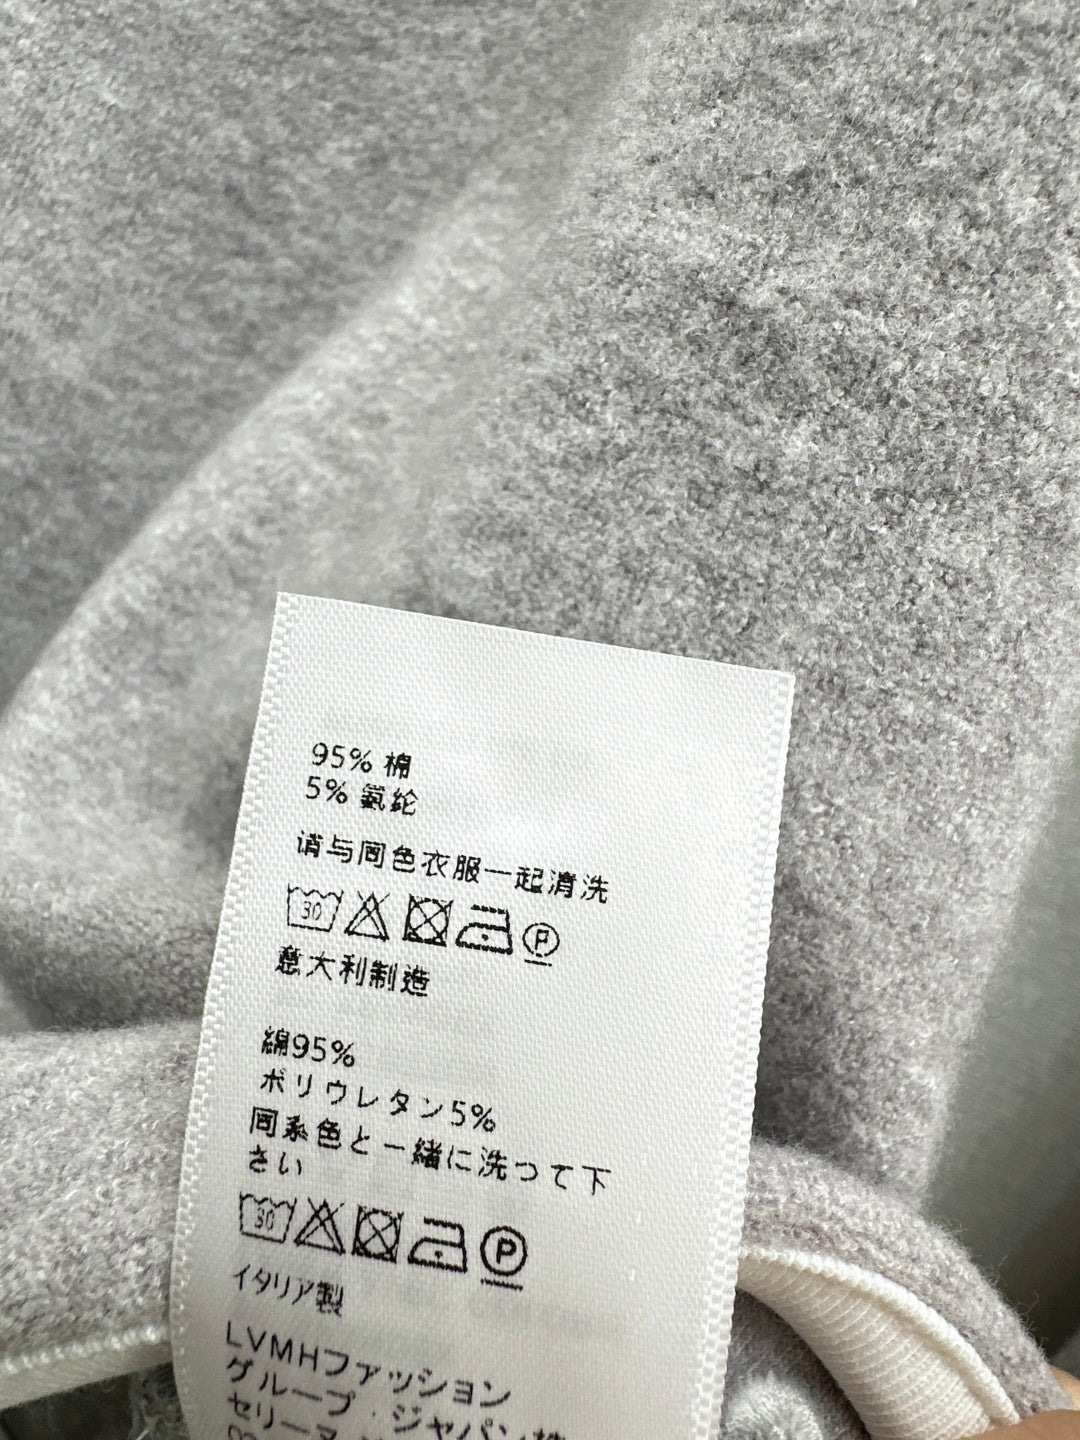 95% 棉
5% 氨纶
请与同色衣服一起清洗
30
P
意大利制造
綿95%
ポリウレタン5%
同系色と一緒に洗って下
さい
30
P
イタリア製
LVMHファッション
グループ・ジャパン株
セリーヌ